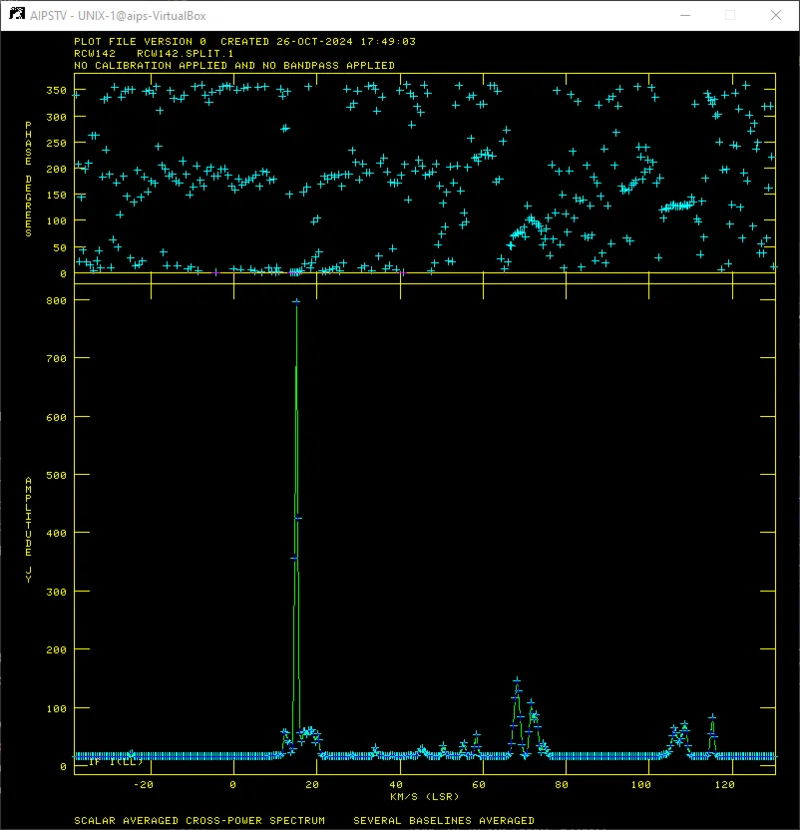 AIPSTV - UNIX-1@aips-VirtualBox
PLOT FILE VERSION 0 CREATED 26-OCT-2024 17:49:03
RCW142 RCW142.SPLIT.1
NO CALIBRATION APPLIED AND NO BANDPASS APPLIED
350
300
250
200
150
100
50
0
PHASE DEGREES
800
700
600
500
400
300
200
100
0
AMPLITUDE JY
IF 1(LL)
-20 0 20 40 60 80 100 120
KM/S (LSR)
SCALAR AVERAGED CROSS-POWER SPECTRUM SEVERAL BASELINES AVERAGED